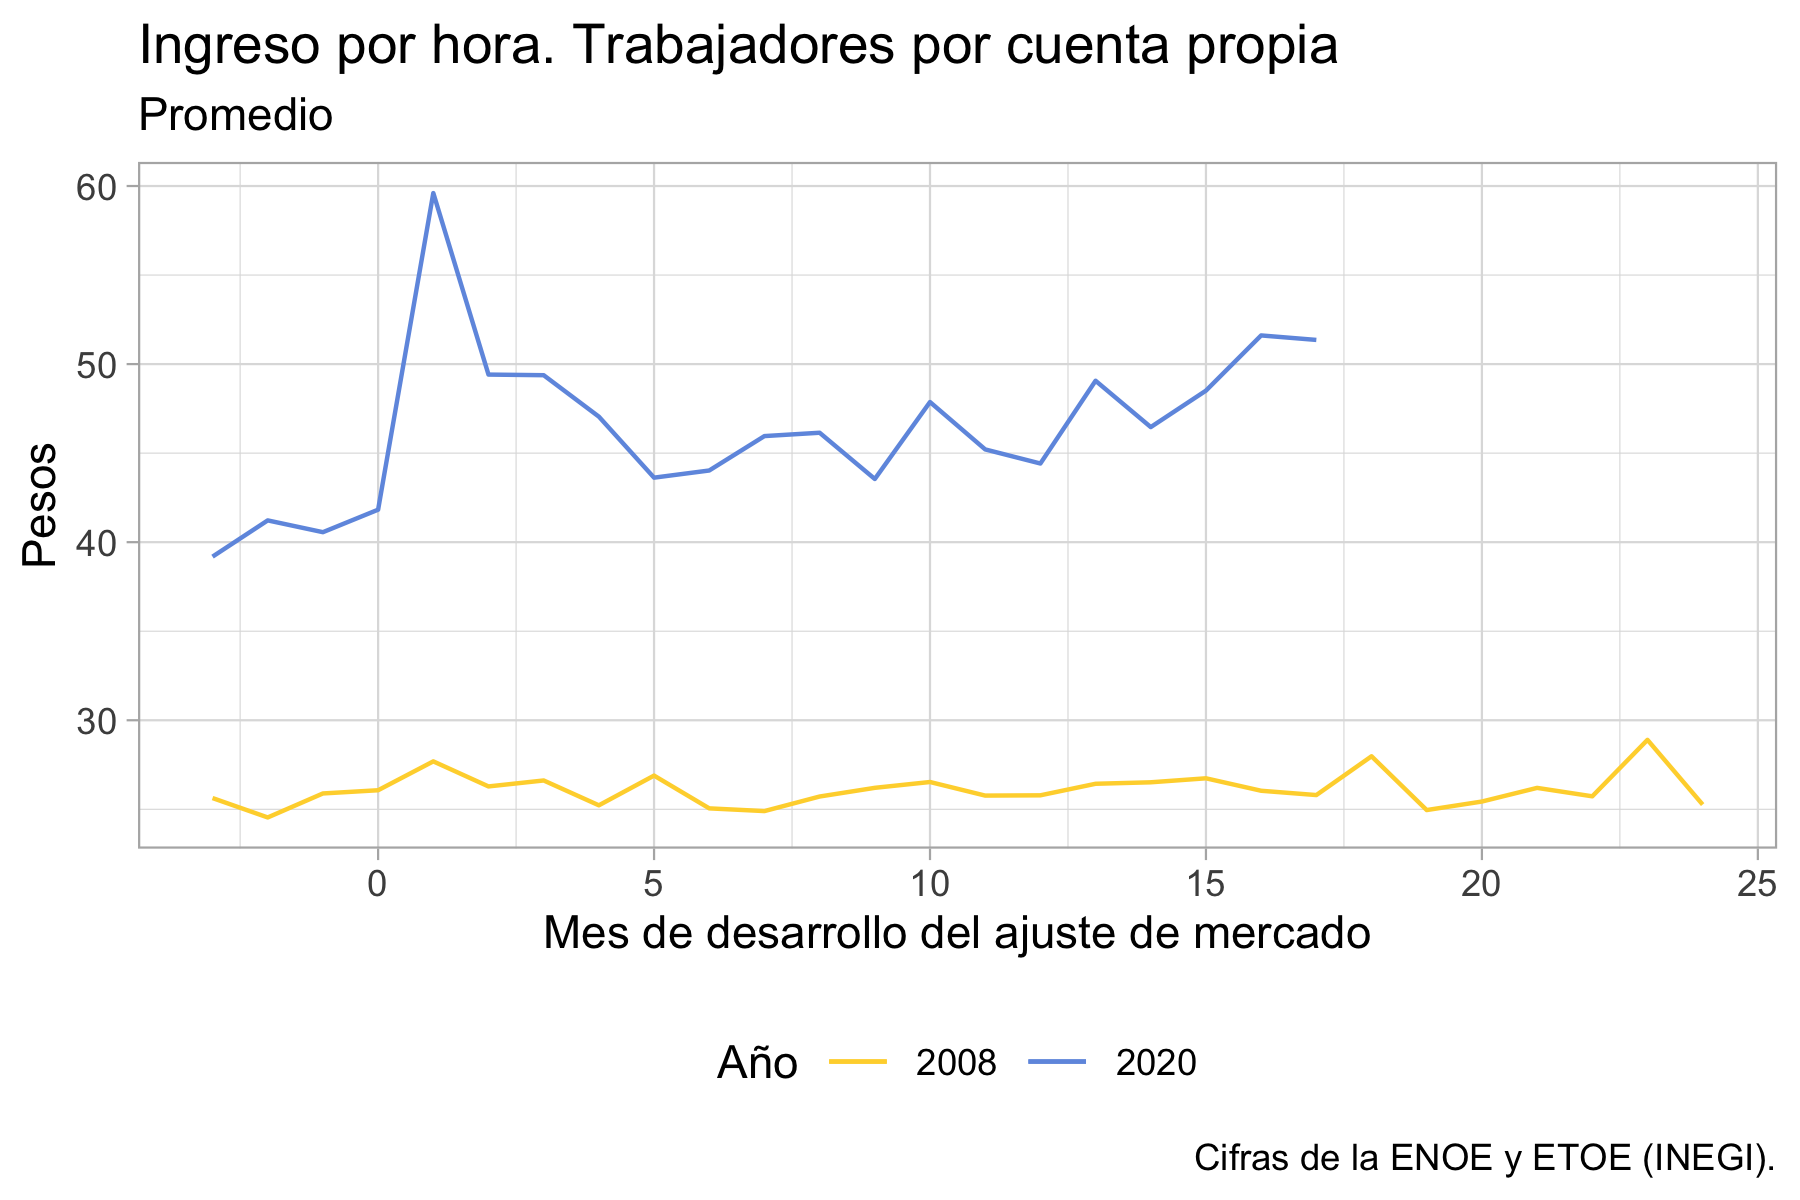 Ingreso por hora. Trabajadores por cuenta propia
Promedio
60
50
40
30
Pesos
0 5 10 15 20 25
Mes de desarrollo del ajuste de mercado
Año 2008 2020
Cifras de la ENOE y ETOE (INEGI).